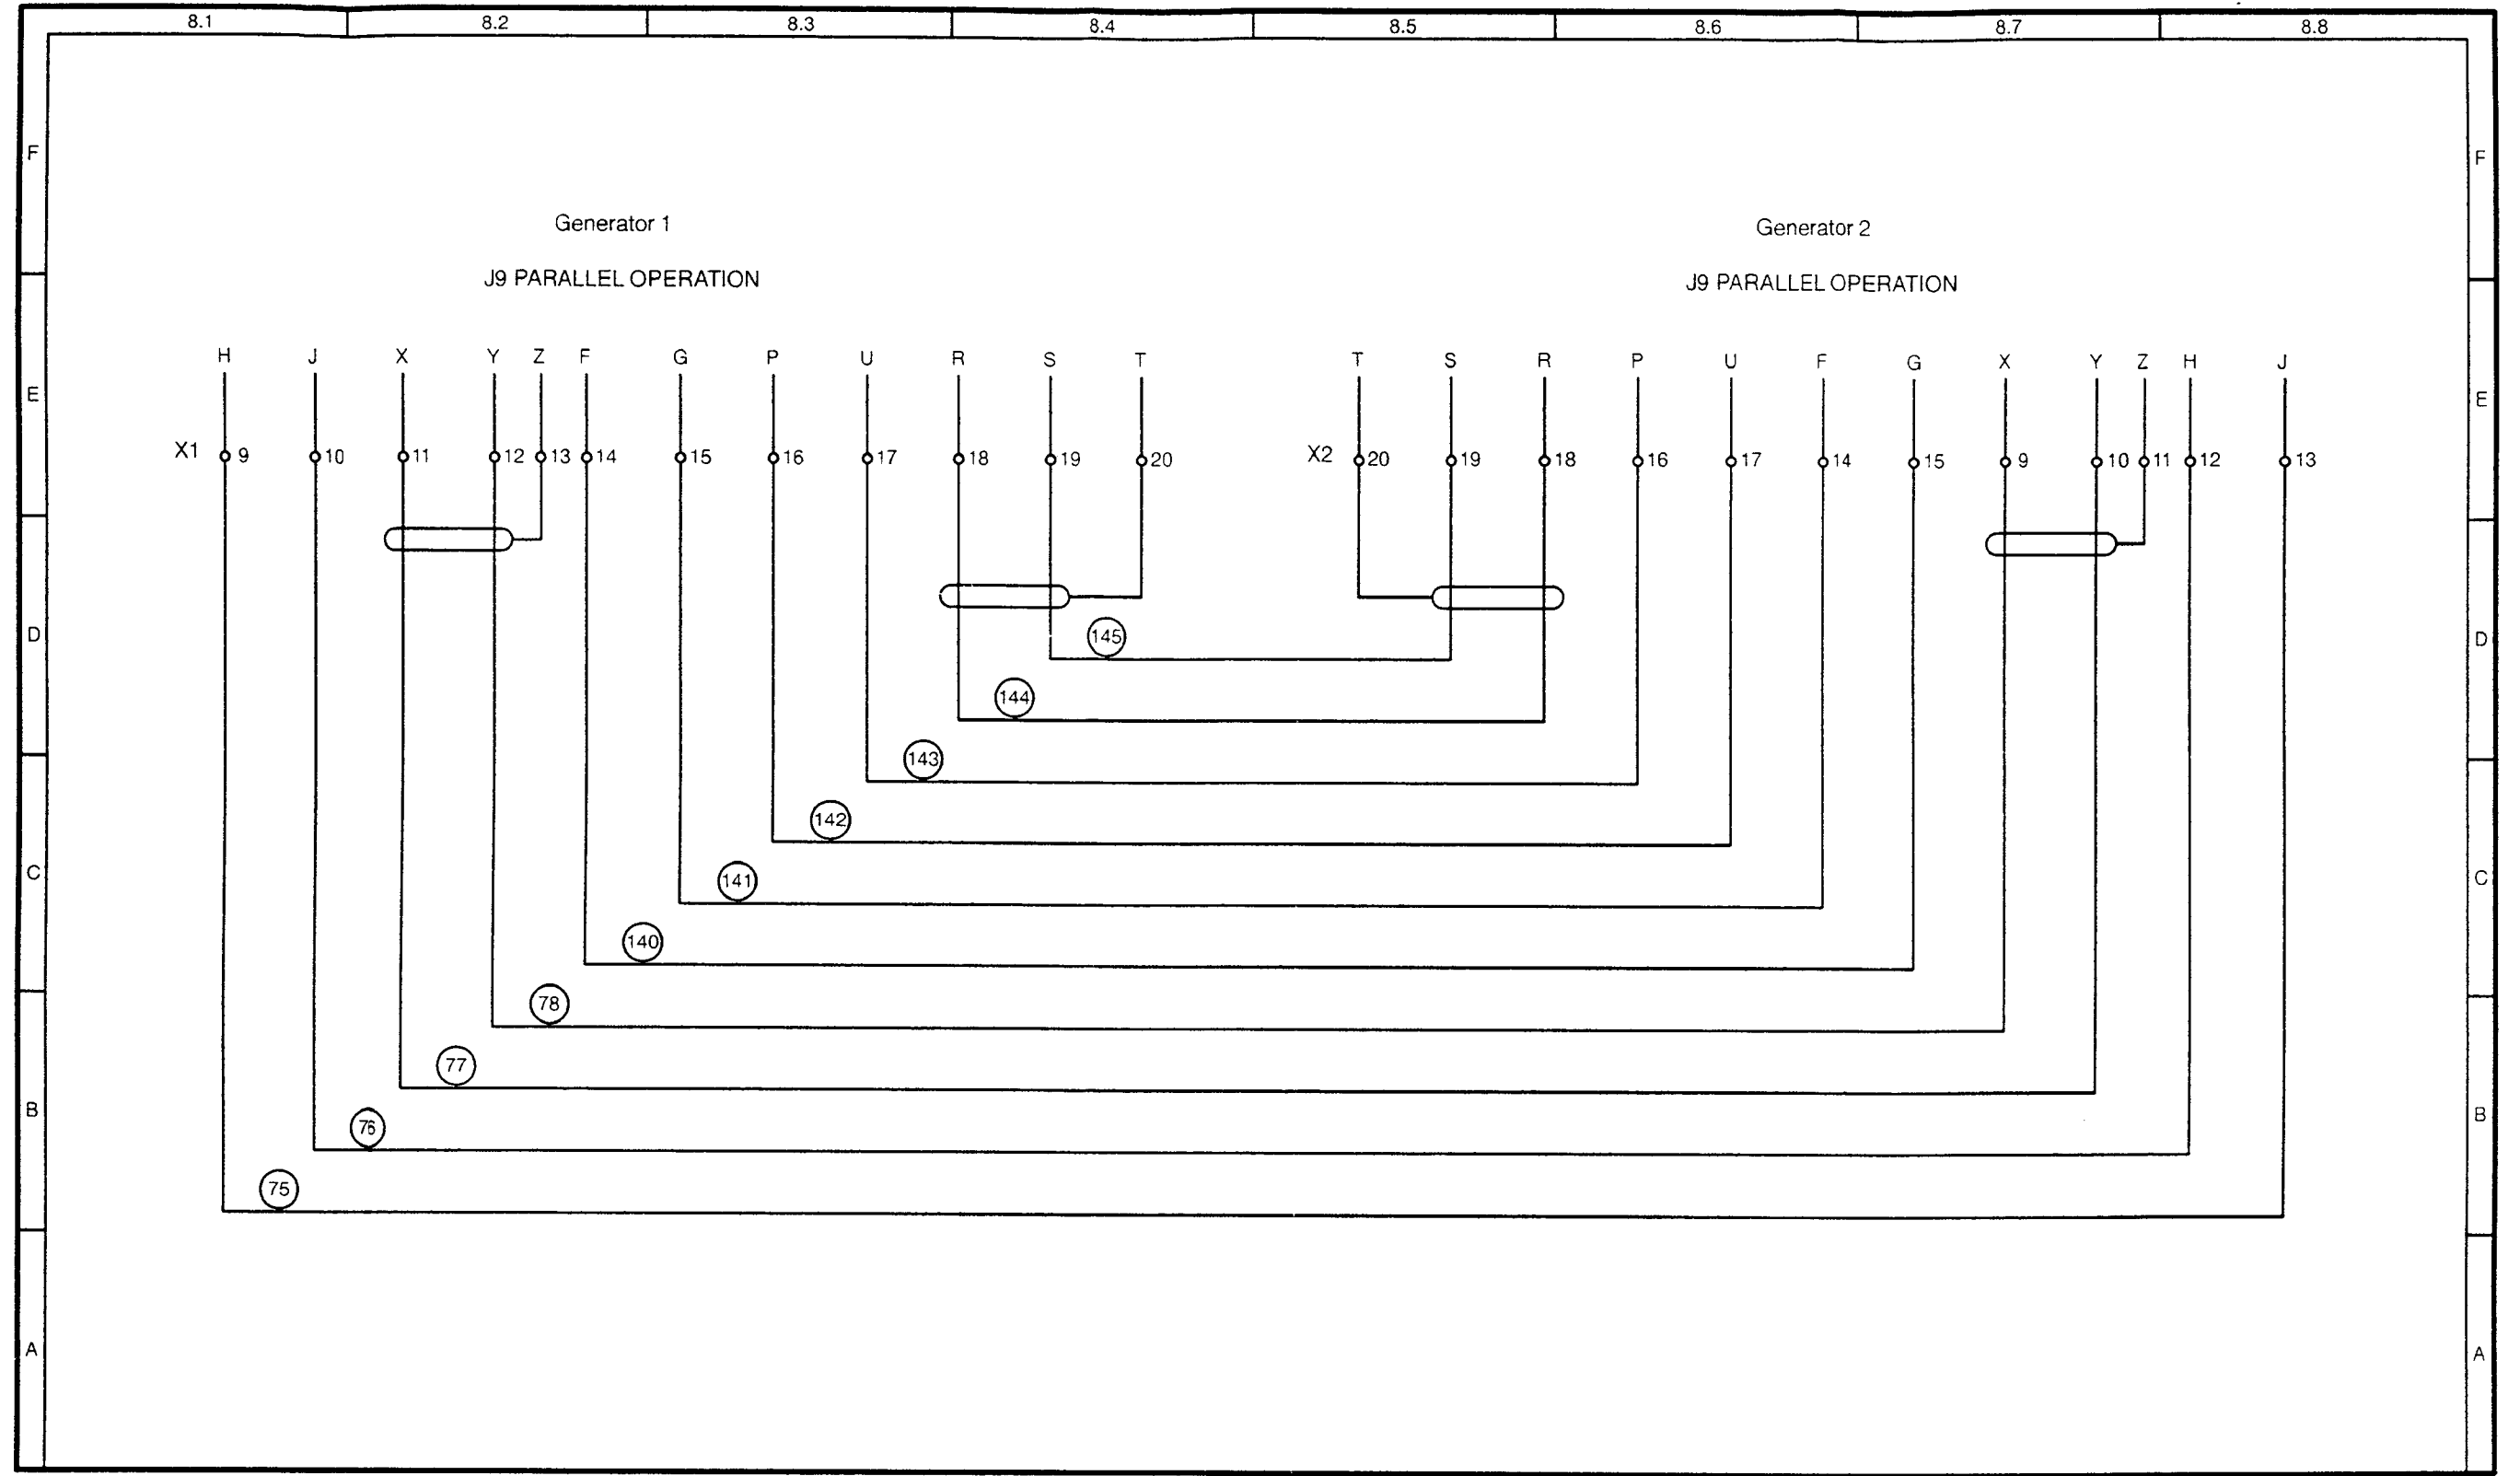 8.1 8.2 8.3 8.4 8.5 8.6 8.7 8.8
F F
Generator 1 Generator 2
J9 PARALLEL OPERATION J9 PARALLEL OPERATION
H J X Y Z F G P U R S T T S R P U F G X Y Z H J
E E
X1 9 10 11 12 13 14 15 16 17 18 19 20 X2 20 19 18 16 17 14 15 9 10 11 12 13
D D
145
144
143
142
C C
141
140
78
77
B B
76
75
A A